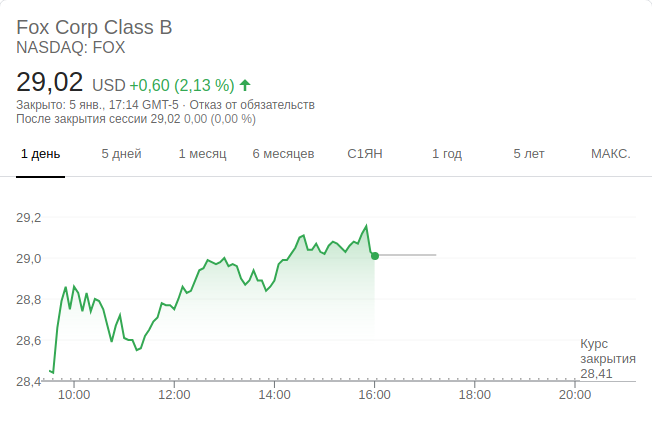 Fox Corp Class B
NASDAQ: FOX
29,02 USD +0,60 (2,13 %)
Закрыто: 5 янв., 17:14 GMT-5 · Отказ от обязательств
После закрытия сессии 29,02 0,00 (0,00 %)
1 день 5 дней 1 месяц 6 месяцев С1ЯН 1 год 5 лет МАКС.
29,2
29,0
28,8
28,6
28,4
Курс
закрытия
28,41
10:00 12:00 14:00 16:00 18:00 20:00